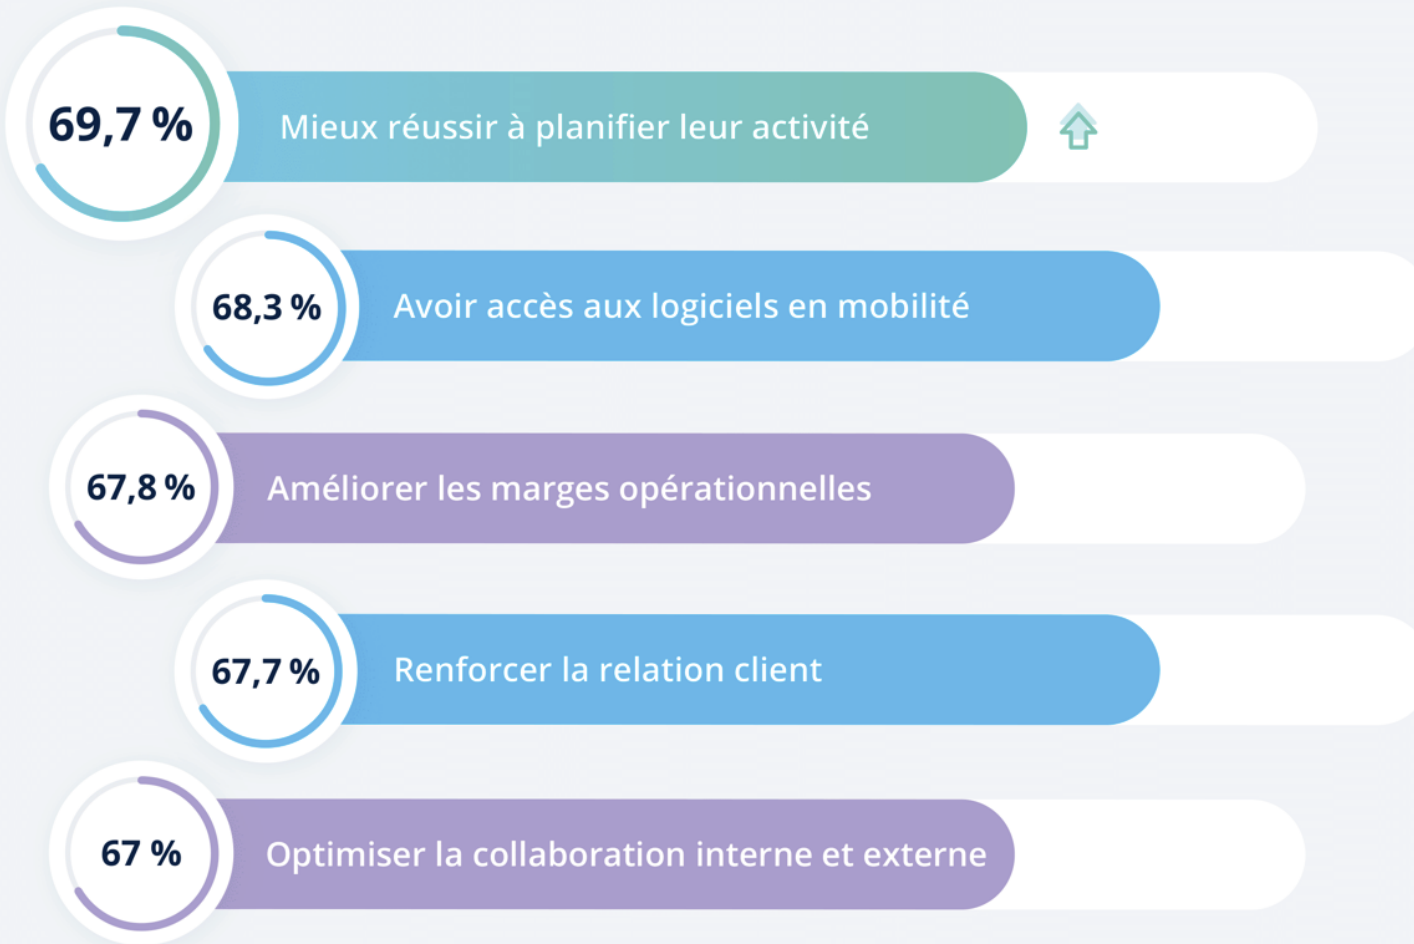 69,7 %
Mieux réussir à planifier leur activité
68,3 %
Avoir accès aux logiciels en mobilité
67,8 %
Améliorer les marges opérationnelles
67,7 %
Renforcer la relation client
67 %
Optimiser la collaboration interne et externe